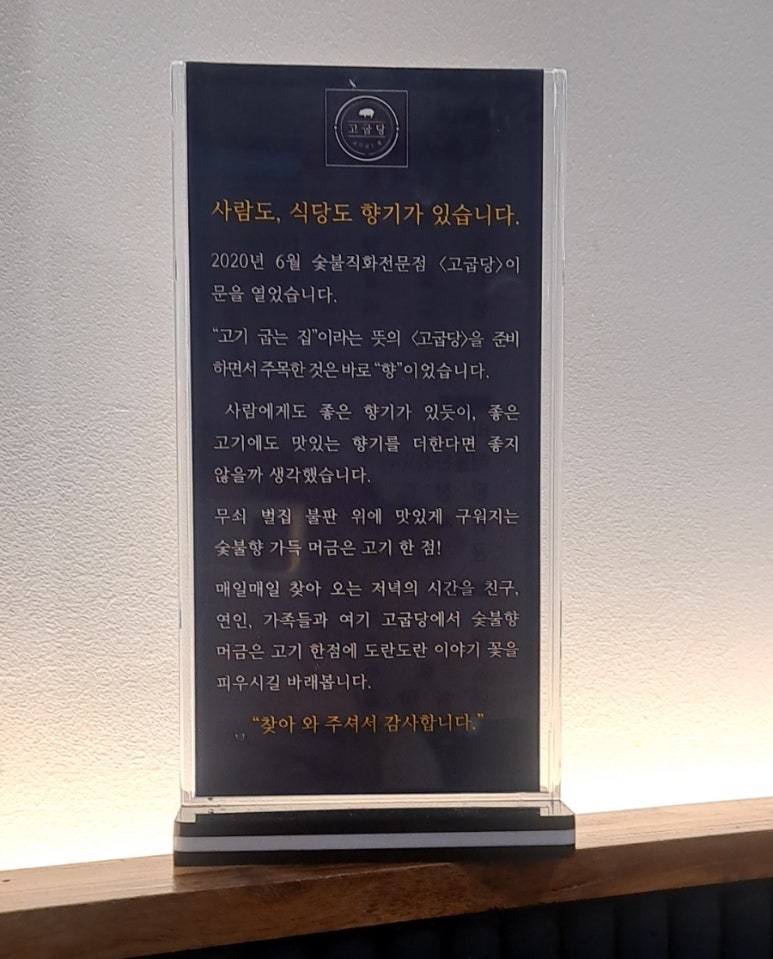 고굽당
사람도, 식당도 향기가 있습니다.
2020년 6월 숯불직화전문점 〈고굽당〉이
문을 열었습니다.
“고기 굽는 집”이라는 뜻의 〈고굽당〉을 준비
하면서 주목한 것은 바로 “향”이었습니다.
사람에게도 좋은 향기가 있듯이, 좋은
고기에도 맛있는 향기를 더한다면 좋지
않을까 생각했습니다.
무쇠 벌집 불판 위에 맛있게 구워지는
숯불향 가득 머금은 고기 한 점!
매일매일 찾아 오는 저녁의 시간을 친구,
연인, 가족들과 여기 고굽당에서 숯불향
머금은 고기 한점에 도란도란 이야기 꽃을
피우시길 바래봅니다.
“찾아 와 주셔서 감사합니다.”